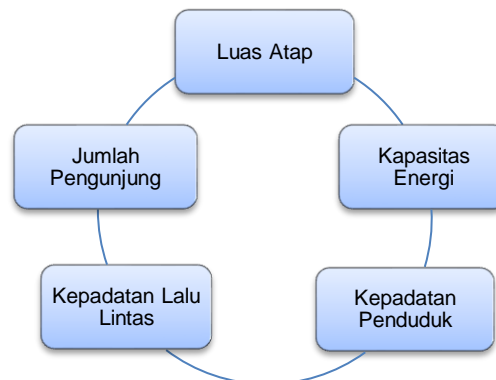 Luas Atap
Kapasitas
Energi
Kepadatan
Penduduk
Kepadatan Lalu
Lintas
Jumlah
Pengunjung